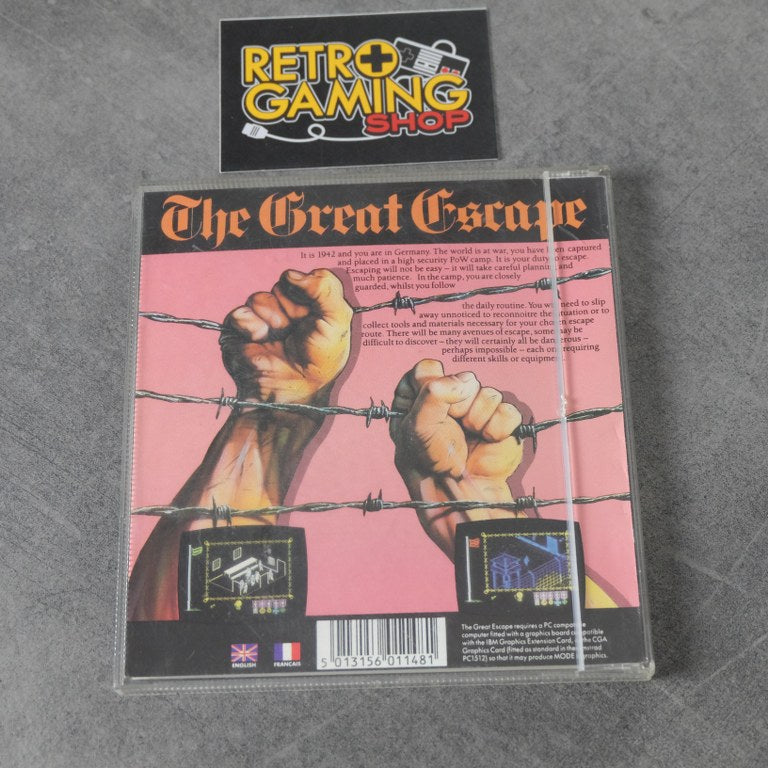 RETRO
GAMING
SHOP
The Great Escape
It is 1942 and you are in Germany. The world is at war, you have been captured
and placed in a high security PoW camp. It is your duty to escape.
Escaping will not be easy – it will take careful planning and
much patience. In the camp, you are closely
guarded, whilst you follow
the daily routine. You will need to slip
away unnoticed to reconnoitre the situation or to
collect tools and materials necessary for your chosen escape
route. There will be many avenues of escape, some may be
difficult to discover – they will certainly all be dangerous –
perhaps impossible – each one requiring
different skills or equipment.
ENGLISH
FRANÇAIS
5 013156 011481
The Great Escape requires a PC compatible
computer fitted with a graphics board compatible
with the IBM Graphics Extension Card, or the CGA
Graphics Card (fitted as standard in the Amstrad
PC1512) so that it may produce MODE graphics.